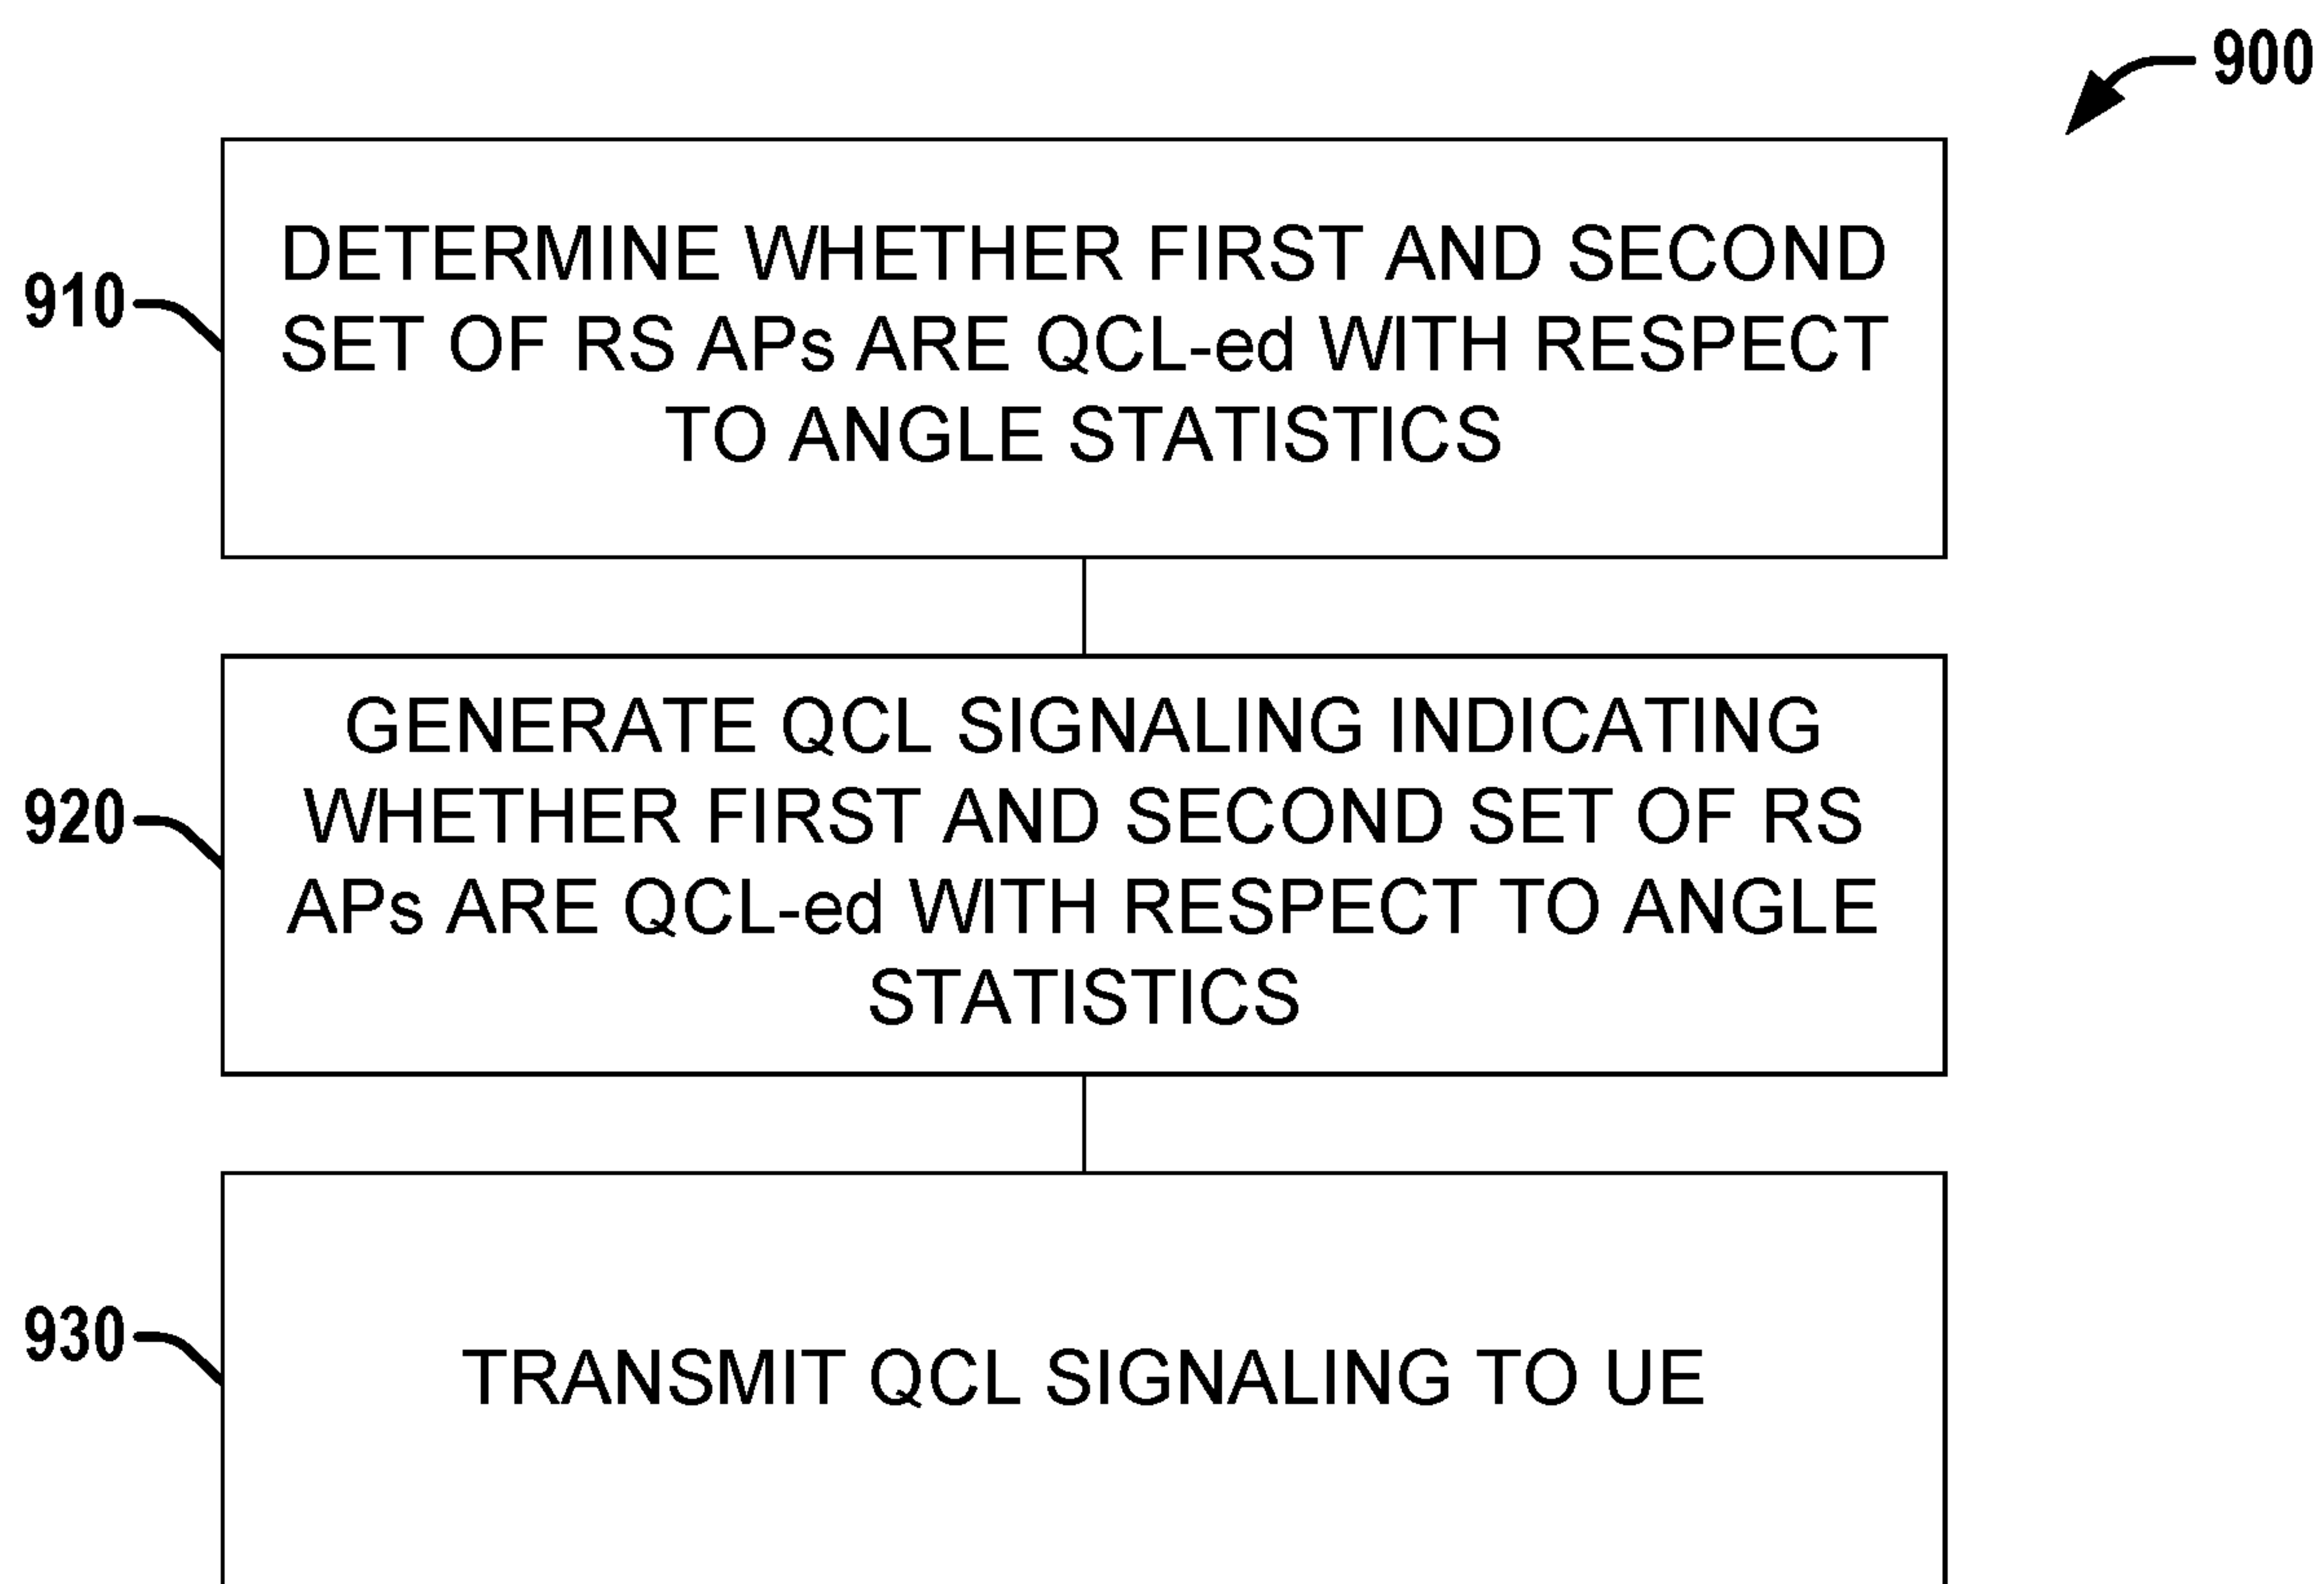 900
910
DETERMINE WHETHER FIRST AND SECOND
SET OF RS APs ARE QCL-ed WITH RESPECT
TO ANGLE STATISTICS
920
GENERATE QCL SIGNALING INDICATING
WHETHER FIRST AND SECOND SET OF RS
APs ARE QCL-ed WITH RESPECT TO ANGLE
STATISTICS
930
TRANSMIT QCL SIGNALING TO UE